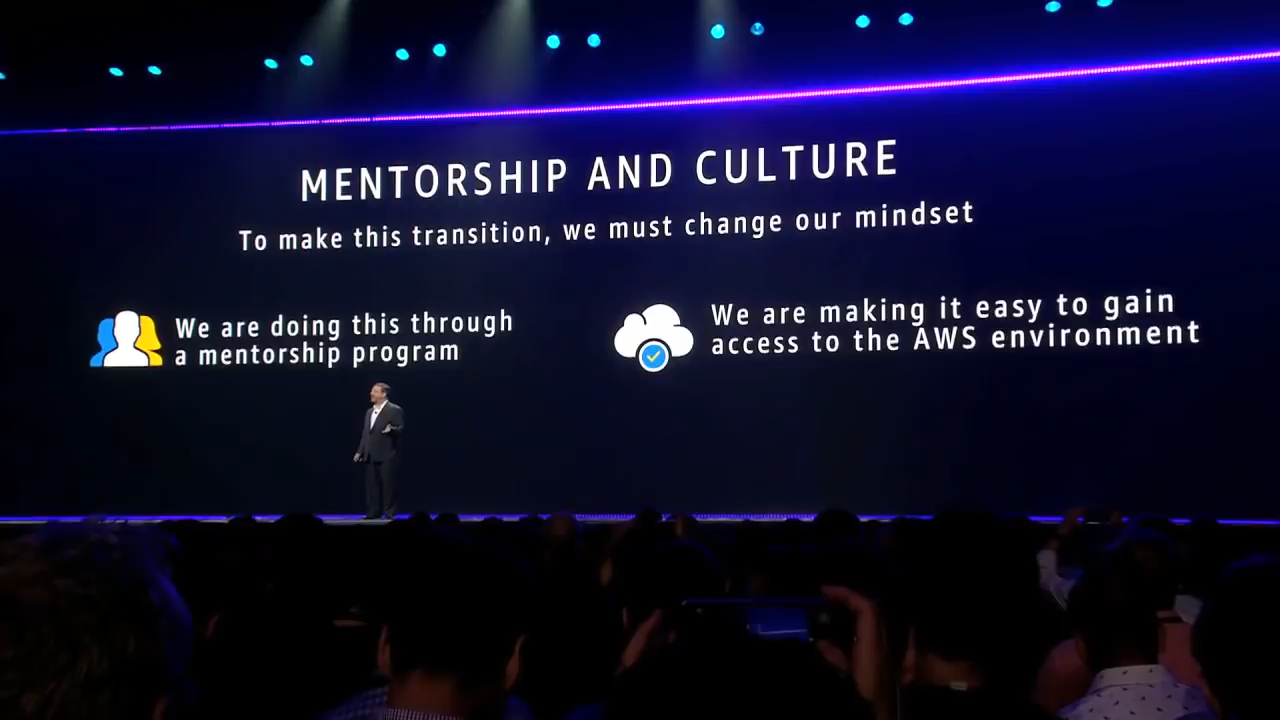 MENTORSHIP AND CULTURE
To make this transition, we must change our mindset
We are doing this through
a mentorship program
We are making it easy to gain
access to the AWS environment